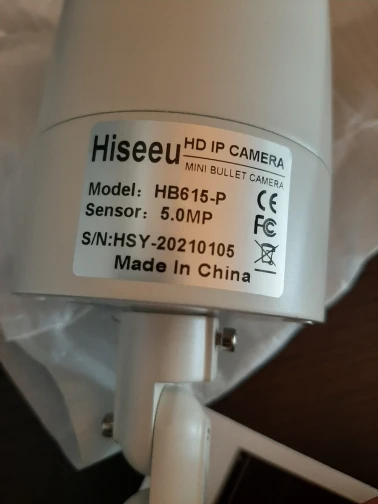 Hiseeu HD IP CAMERA
MINI BULLET CAMERA
Model: HB615-P
Sensor: 5.0MP
S/N:HSY-20210105
Made In China
CE
FC